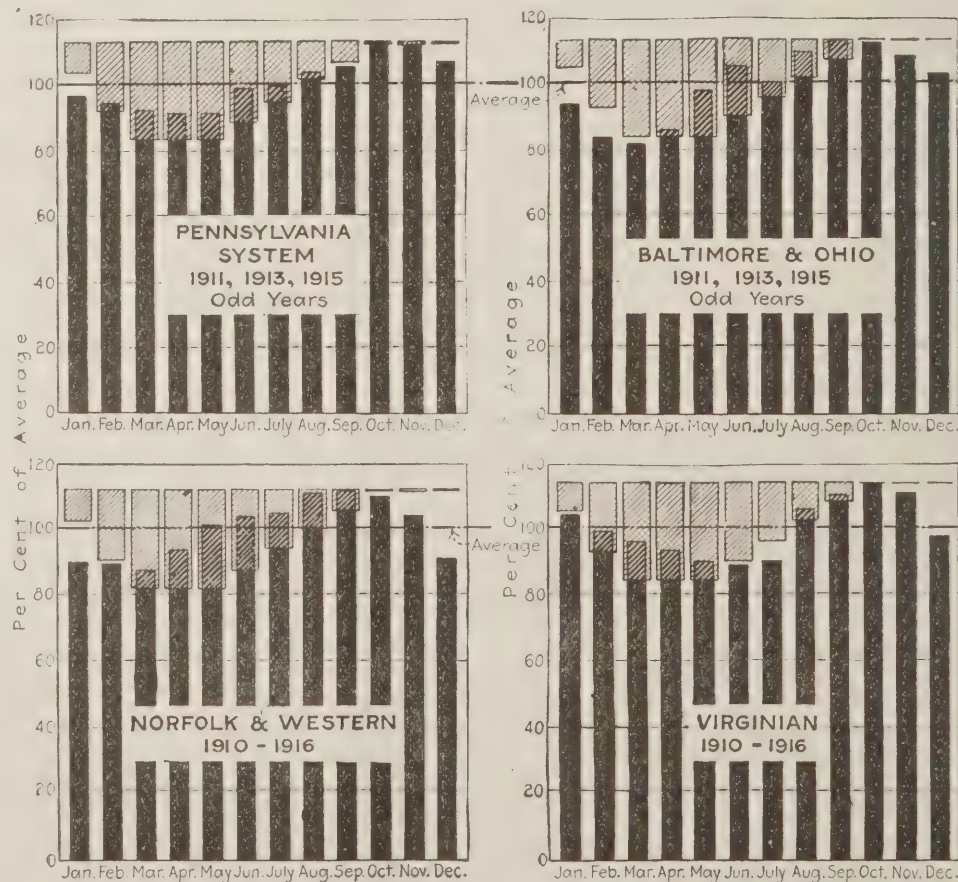 120
100
80
60
40
20
0
Per Cent of Average
PENNSYLVANIA
SYSTEM
1911, 1913, 1915
Odd Years
Jan. Feb. Mar. Apr. May Jun. July Aug. Sep. Oct. Nov. Dec.
Average
120
100
80
60
40
20
0
Per Cent Average
BALTIMORE & OHIO
1911, 1913, 1915
Odd Years
Jan. Feb. Mar. Apr. May Jun. July Aug. Sep. Oct. Nov. Dec.
120
100
80
60
40
20
0
NORFOLK & WESTERN
1910 - 1916
Jan. Feb. Mar. Apr. May Jun. July Aug. Sep. Oct. Nov. Dec.
Average
120
100
80
60
40
20
0
VIRGINIAN
1910 - 1916
Jan. Feb. Mar. Apr. May Jun. July Aug. Sep. Oct. Nov. Dec.